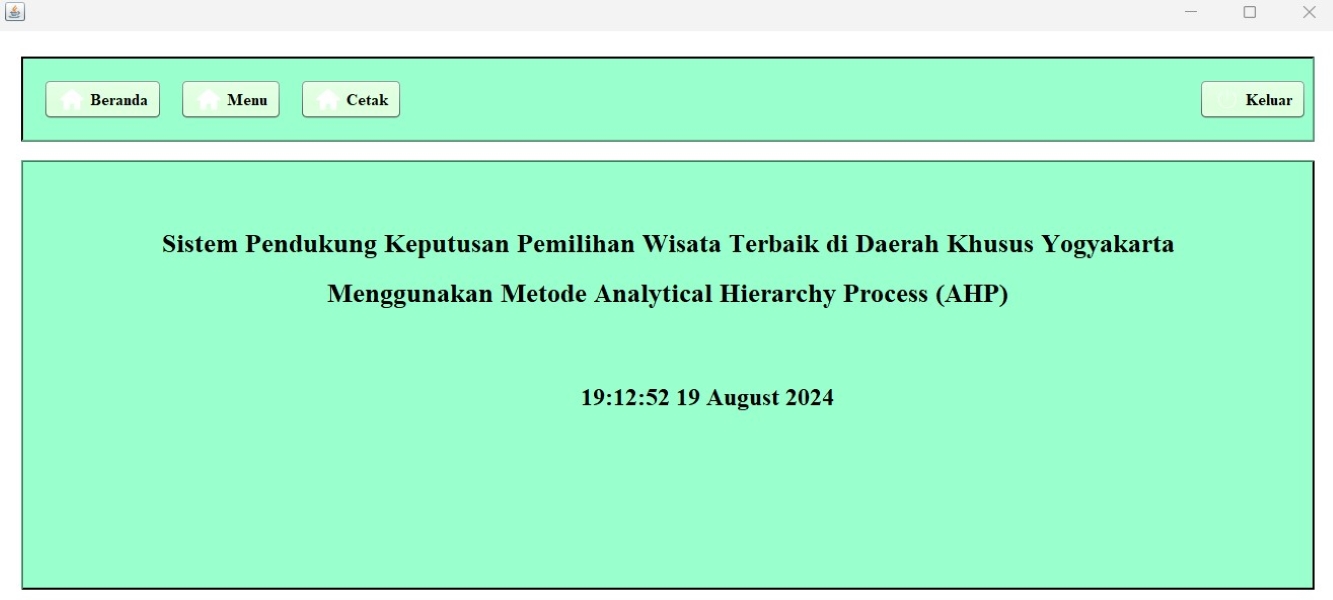 Beranda Menu Cetak Keluar
Sistem Pendukung Keputusan Pemilihan Wisata Terbaik di Daerah Khusus Yogyakarta
Menggunakan Metode Analytical Hierarchy Process (AHP)
19:12:52 19 August 2024